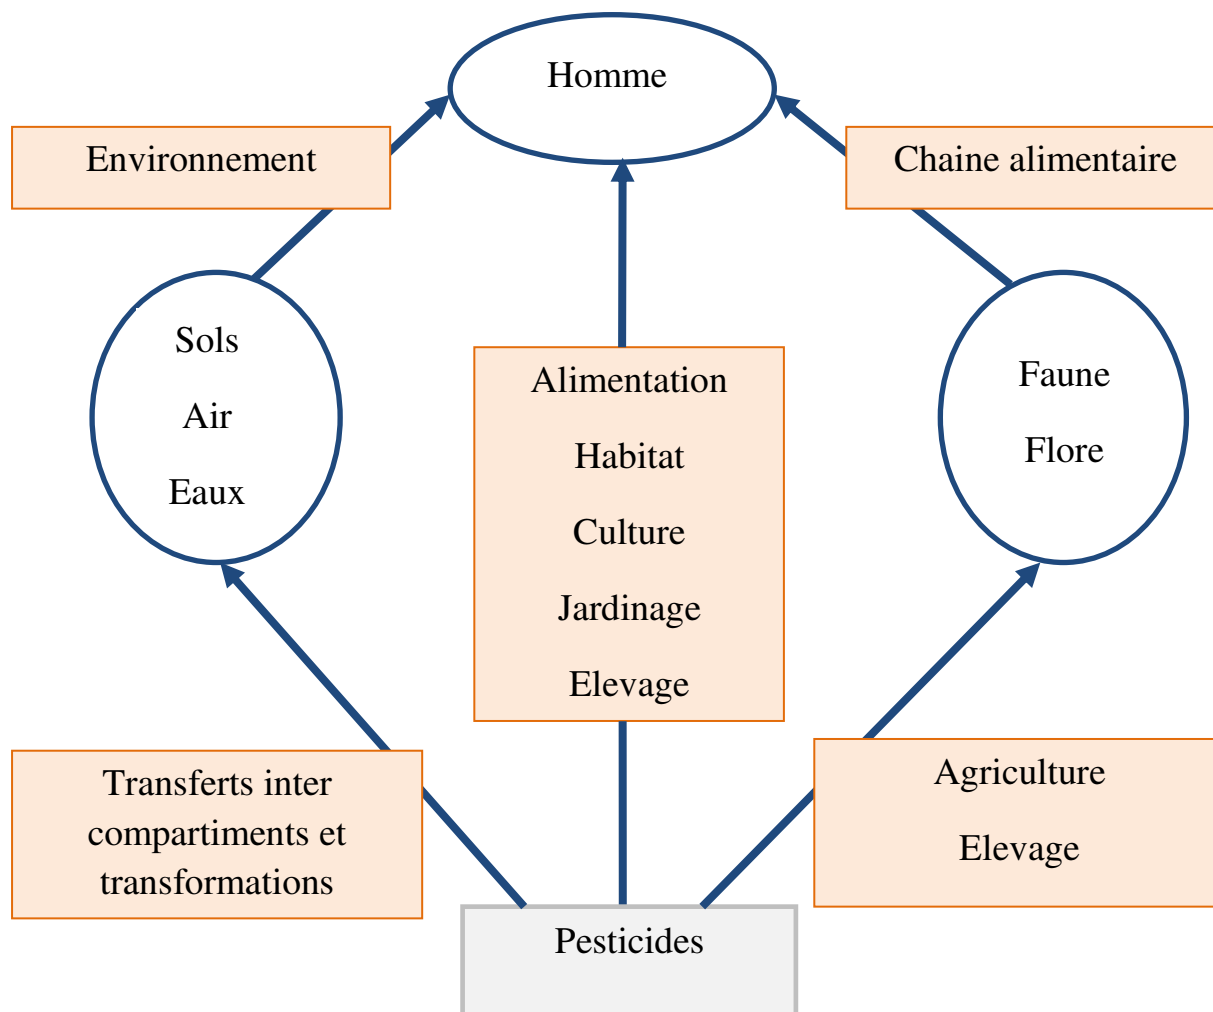 Homme
Environnement
Chaine alimentaire
Sols
Air
Eaux
Alimentation
Habitat
Culture
Jardinage
Elevage
Faune
Flore
Transferts inter
compartiments et
transformations
Agriculture
Elevage
Pesticides